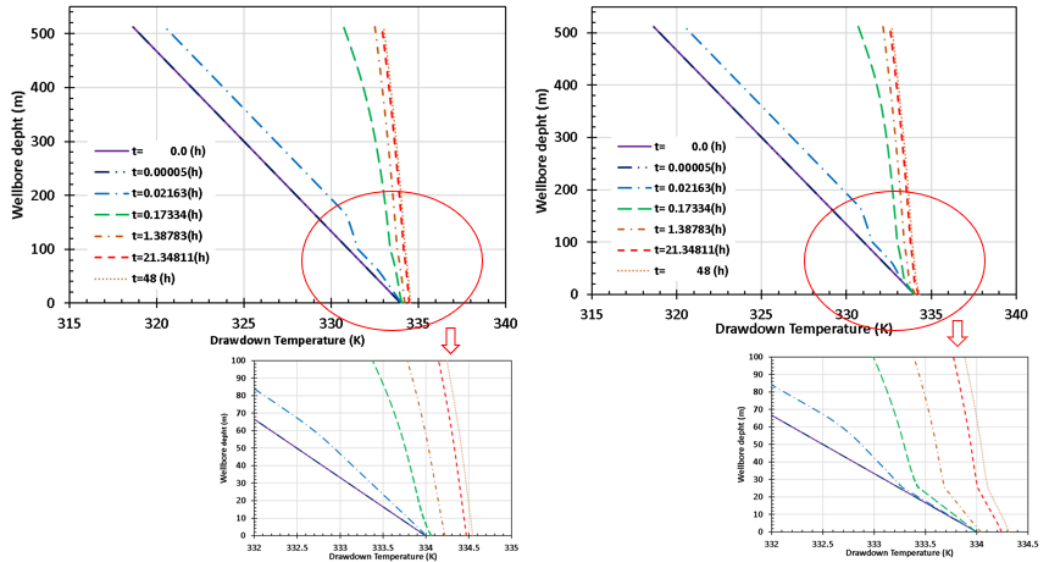 500
400
300
200
100
0
Wellbore depht (m)
t= 0.0 (h)
t=0.00005(h)
t=0.02163(h)
t=0.17334(h)
t=1.38783(h)
t=21.34811(h)
t=48 (h)
315 320 325 330 335 340
Drawdown Temperature (K)
500
400
300
200
100
0
Wellbore depht (m)
t= 0.0 (h)
t= 0.00005(h)
t=0.02163(h)
t= 0.17334(h)
t= 1.38783(h)
t=21.34811(h)
t= 48 (h)
315 320 325 330 335 340
Drawdown Temperature (K)
100
90
80
70
60
50
40
30
20
10
0
Wellbore depht (m)
332 332.5 333 333.5 334 334.5 335
Drawdown Temperature (K)
100
90
80
70
60
50
40
30
20
10
0
Wellbore depht (m)
332 332.5 333 333.5 334 334.5
Drawdown Temperature (K)